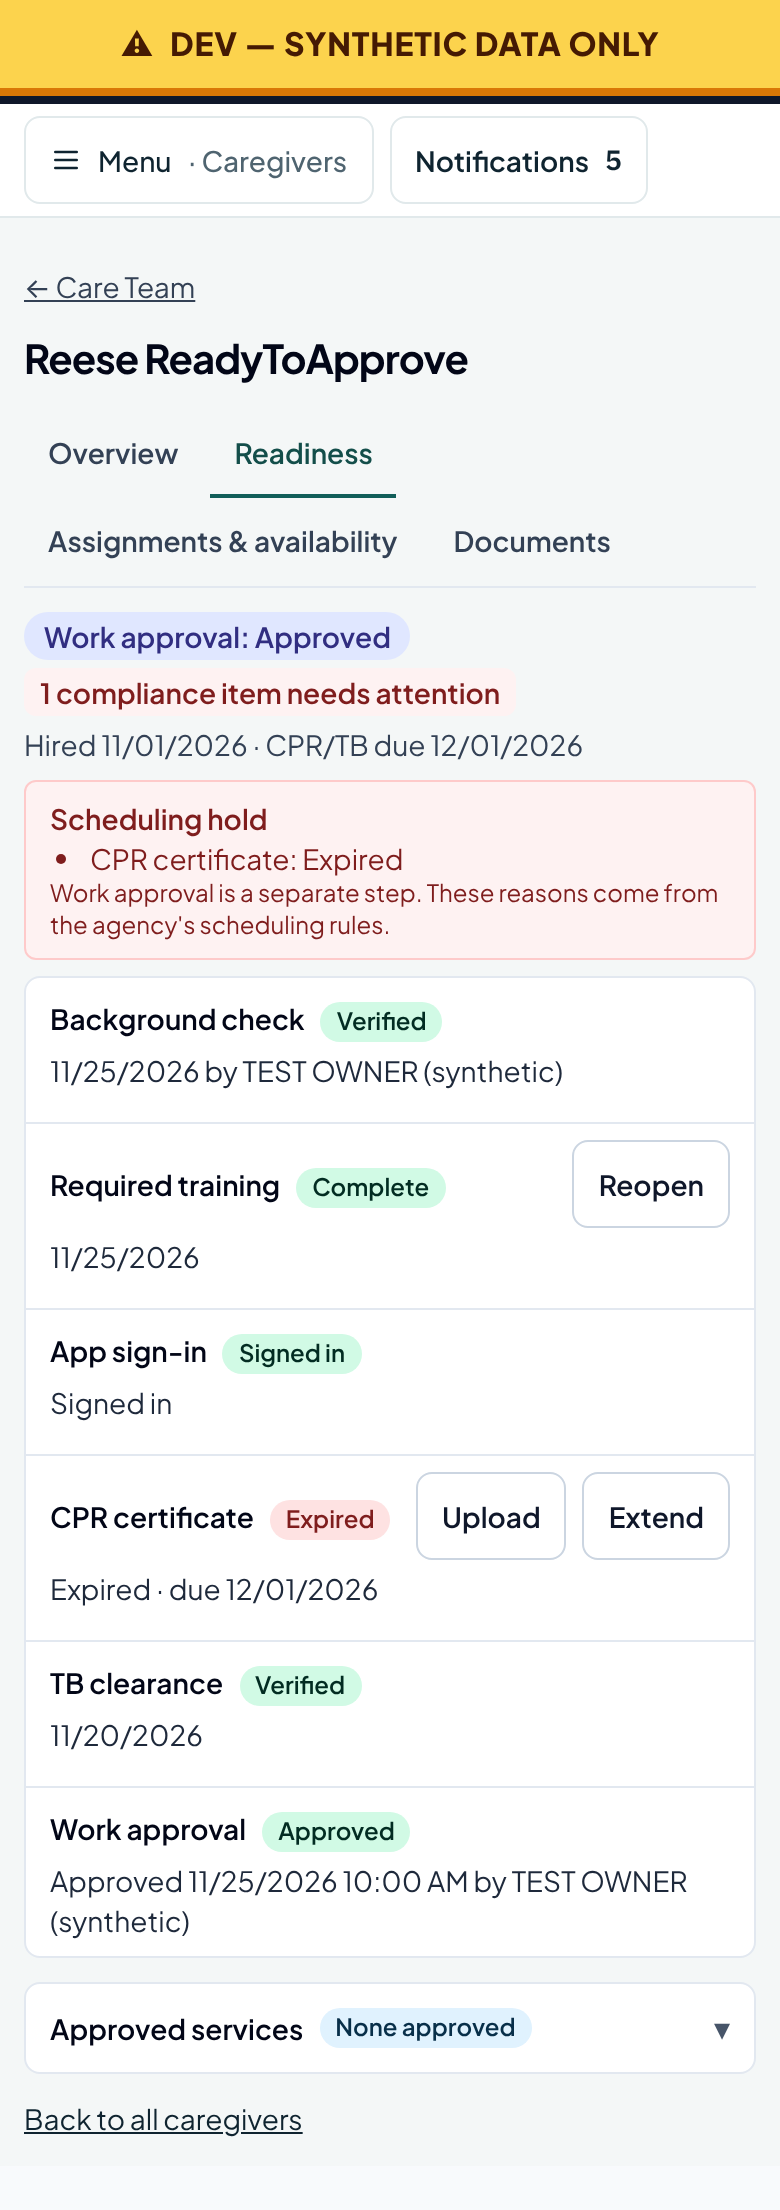 ⚠ DEV — SYNTHETIC DATA ONLY
☰ Menu · Caregivers Notifications 5
← Care Team
Reese ReadyToApprove
Overview Readiness
Assignments & availability Documents
Work approval: Approved
1 compliance item needs attention
Hired 11/01/2026 · CPR/TB due 12/01/2026
Scheduling hold
• CPR certificate: Expired
Work approval is a separate step. These reasons come from
the agency's scheduling rules.
Background check Verified
11/25/2026 by TEST OWNER (synthetic)
Required training Complete Reopen
11/25/2026
App sign-in Signed in
Signed in
CPR certificate Expired Upload Extend
Expired · due 12/01/2026
TB clearance Verified
11/20/2026
Work approval Approved
Approved 11/25/2026 10:00 AM by TEST OWNER
(synthetic)
Approved services None approved ▼
Back to all caregivers